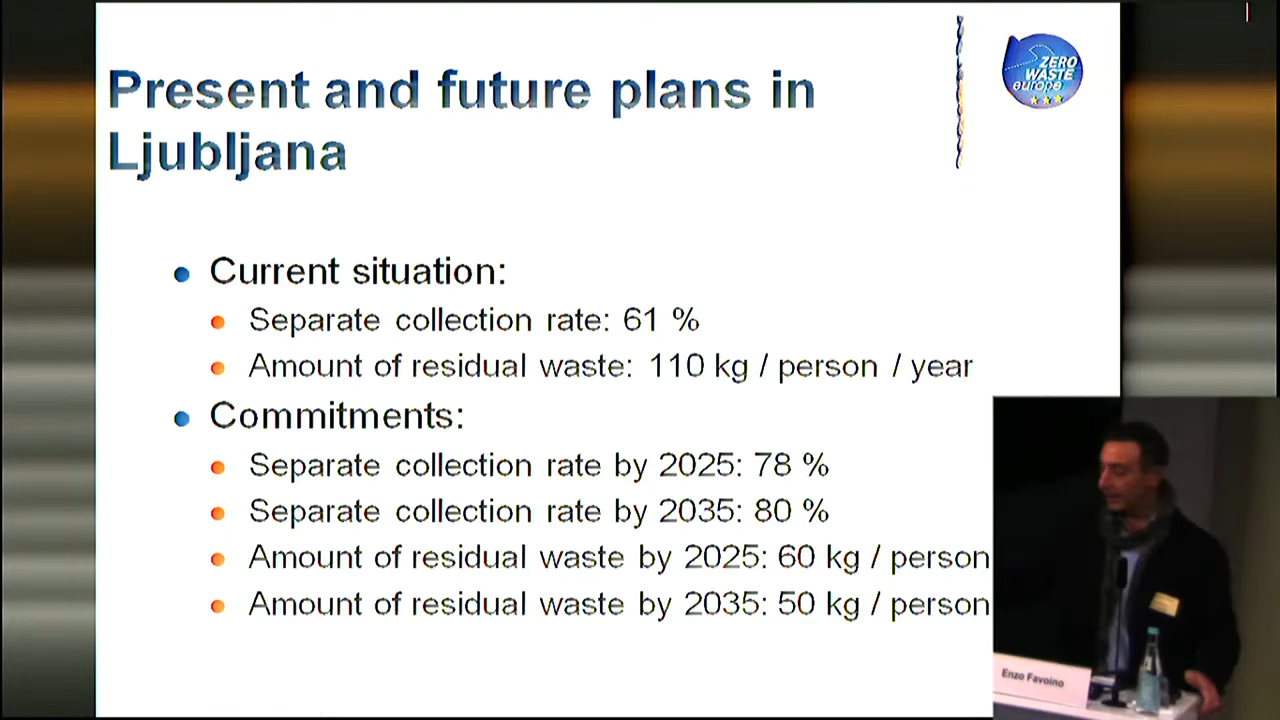 Present and future plans in
Ljubljana
ZERO
WASTE
europe
Current situation:
Separate collection rate: 61 %
Amount of residual waste: 110 kg / person / year
Commitments:
Separate collection rate by 2025: 78 %
Separate collection rate by 2035: 80 %
Amount of residual waste by 2025: 60 kg / person
Amount of residual waste by 2035: 50 kg / person
Enzo Favoino